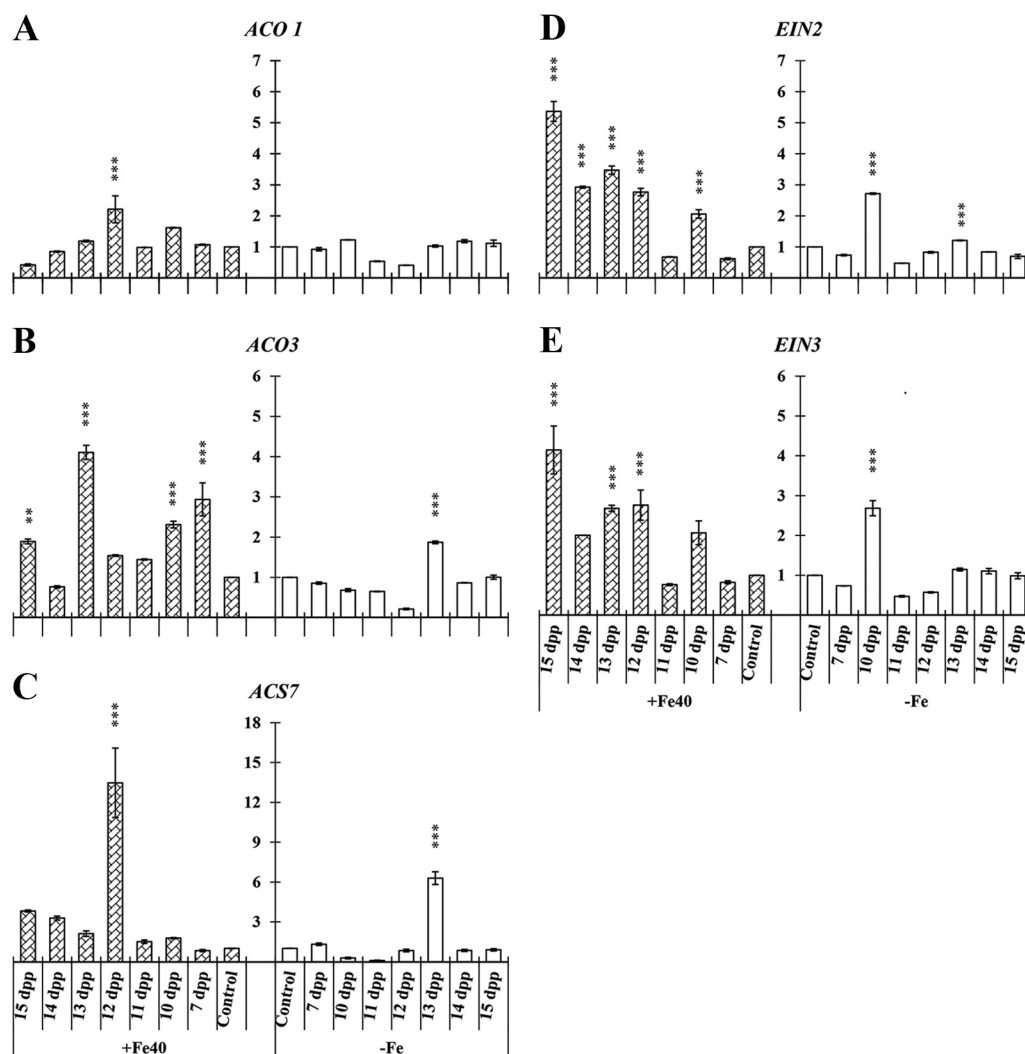 A
ACO 1
7
6
5
4
3
2
1
***
D
EIN2
7
6
5
4
3
2
1
***
***
***
***
***
***
***
B
ACO3
6
5
4
3
2
1
**
***
***
***
***
E
EIN3
6
5
4
3
2
1
***
***
***
***
15 dpp
14 dpp
13 dpp
12 dpp
11 dpp
10 dpp
7 dpp
Control
Control
7 dpp
10 dpp
11 dpp
12 dpp
13 dpp
14 dpp
15 dpp
+Fe40
-Fe
C
ACS7
18
15
12
9
6
3
***
***
15 dpp
14 dpp
13 dpp
12 dpp
11 dpp
10 dpp
7 dpp
Control
Control
7 dpp
10 dpp
11 dpp
12 dpp
13 dpp
14 dpp
15 dpp
+Fe40
-Fe